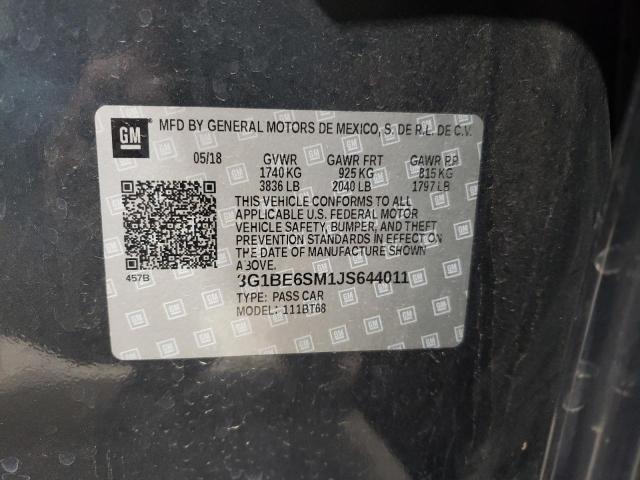 GM MFD BY GENERAL MOTORS DE MEXICO, S. DE R.L. DE C.V.
05/18 GVWR GAWR FRT GAWR RR
1740 KG 925 KG 815 KG
3836 LB 2040 LB 1797 LB
THIS VEHICLE CONFORMS TO ALL
APPLICABLE U.S. FEDERAL MOTOR
VEHICLE SAFETY, BUMPER, AND THEFT
PREVENTION STANDARDS IN EFFECT ON
THE DATE OF MANUFACTURE SHOWN
ABOVE.
457B 3G1BE6SM1JS644011
TYPE: PASS CAR
MODEL: 111BT68